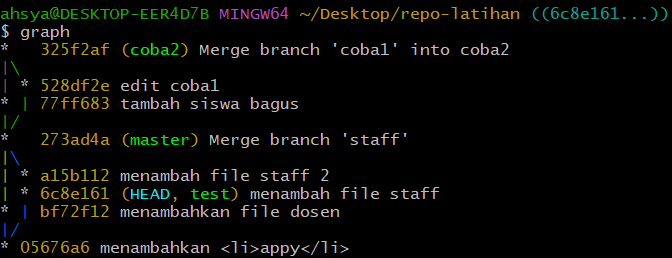 ahsya@DESKTOP-EER4D7B MINGW64 ~/Desktop/repo-latihan ((6c8e161...))
$ graph
*   325f2af (coba2) Merge branch 'coba1' into coba2
|\
| * 528df2e edit coba1
* | 77ff683 tambah siswa bagus
|/
*   273ad4a (master) Merge branch 'staff'
|\
| * a15b112 menambah file staff 2
| * 6c8e161 (HEAD, test) menambah file staff
* | bf72f12 menambahkan file dosen
|/
* 05676a6 menambahkan <li>appy</li>